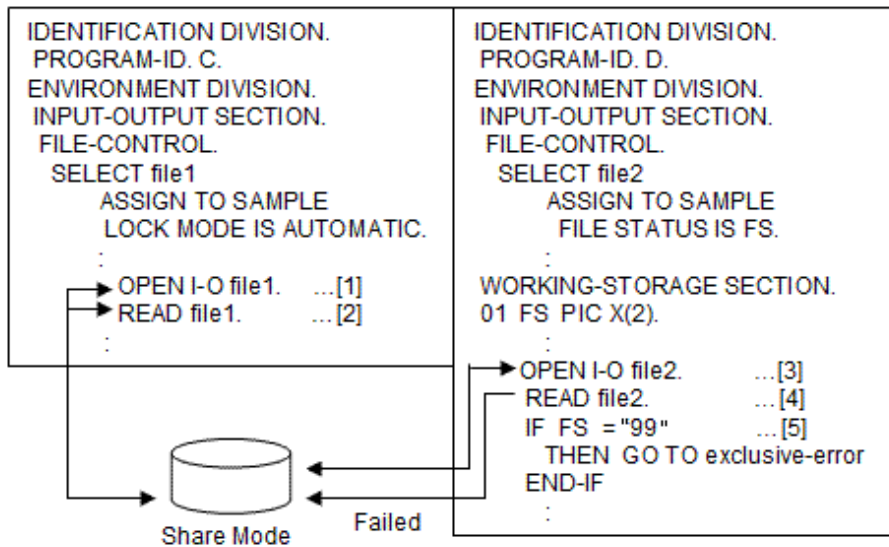 IDENTIFICATION DIVISION.
PROGRAM-ID. C.
ENVIRONMENT DIVISION.
INPUT-OUTPUT SECTION.
FILE-CONTROL.
SELECT file1
ASSIGN TO SAMPLE
LOCK MODE IS AUTOMATIC.
:
OPEN I-O file1. ...[1]
READ file1. ...[2]
:
IDENTIFICATION DIVISION.
PROGRAM-ID. D.
ENVIRONMENT DIVISION.
INPUT-OUTPUT SECTION.
FILE-CONTROL.
SELECT file2
ASSIGN TO SAMPLE
FILE STATUS IS FS.
:
WORKING-STORAGE SECTION.
01 FS PIC X(2).
:
OPEN I-O file2. ...[3]
READ file2. ...[4]
IF FS ="99" ...[5]
THEN GO TO exclusive-error
END-IF
:
Share Mode
Failed